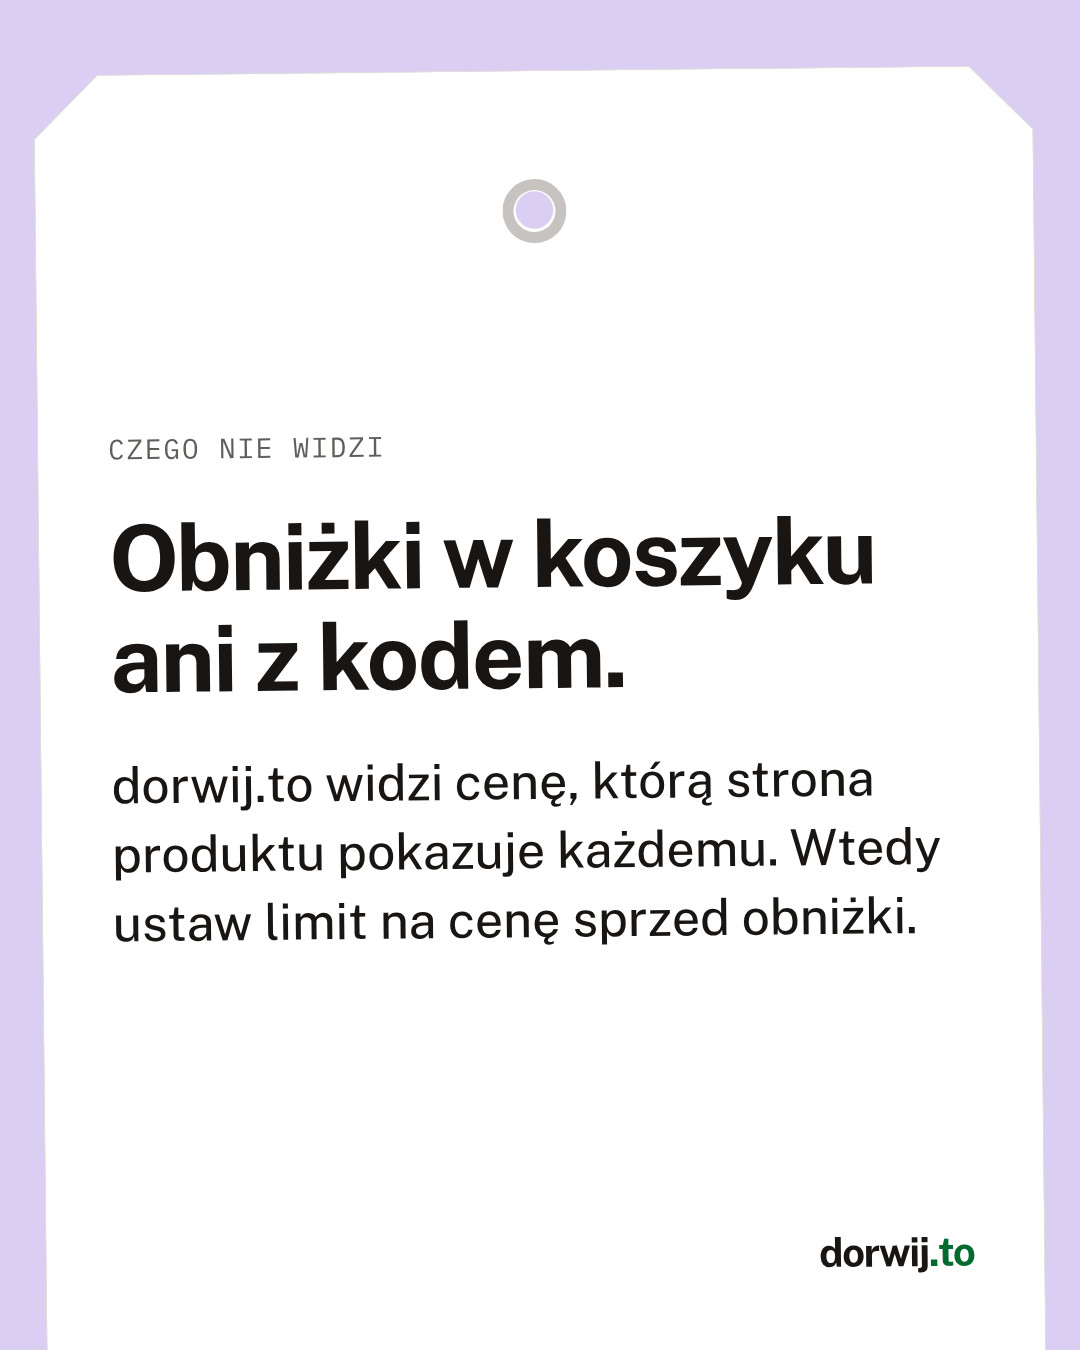 CZEGO NIE WIDZI
Obniżki w koszyku
ani z kodem.
dorwij.to widzi cenę, którą strona
produktu pokazuje każdemu. Wtedy
ustaw limit na cenę sprzed obniżki.
dorwij.to